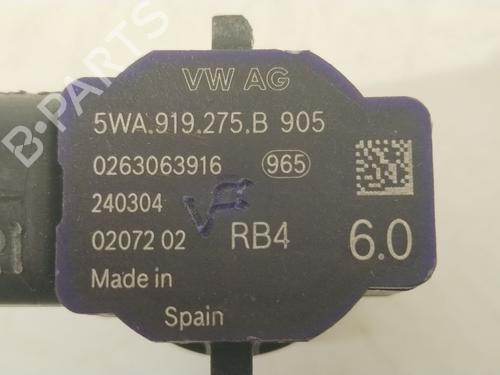 VW AG
5WA.919.275.B 905
0263063916 965
240304
02072 02 RB4 6.0
Made in
Spain
B-PARTS